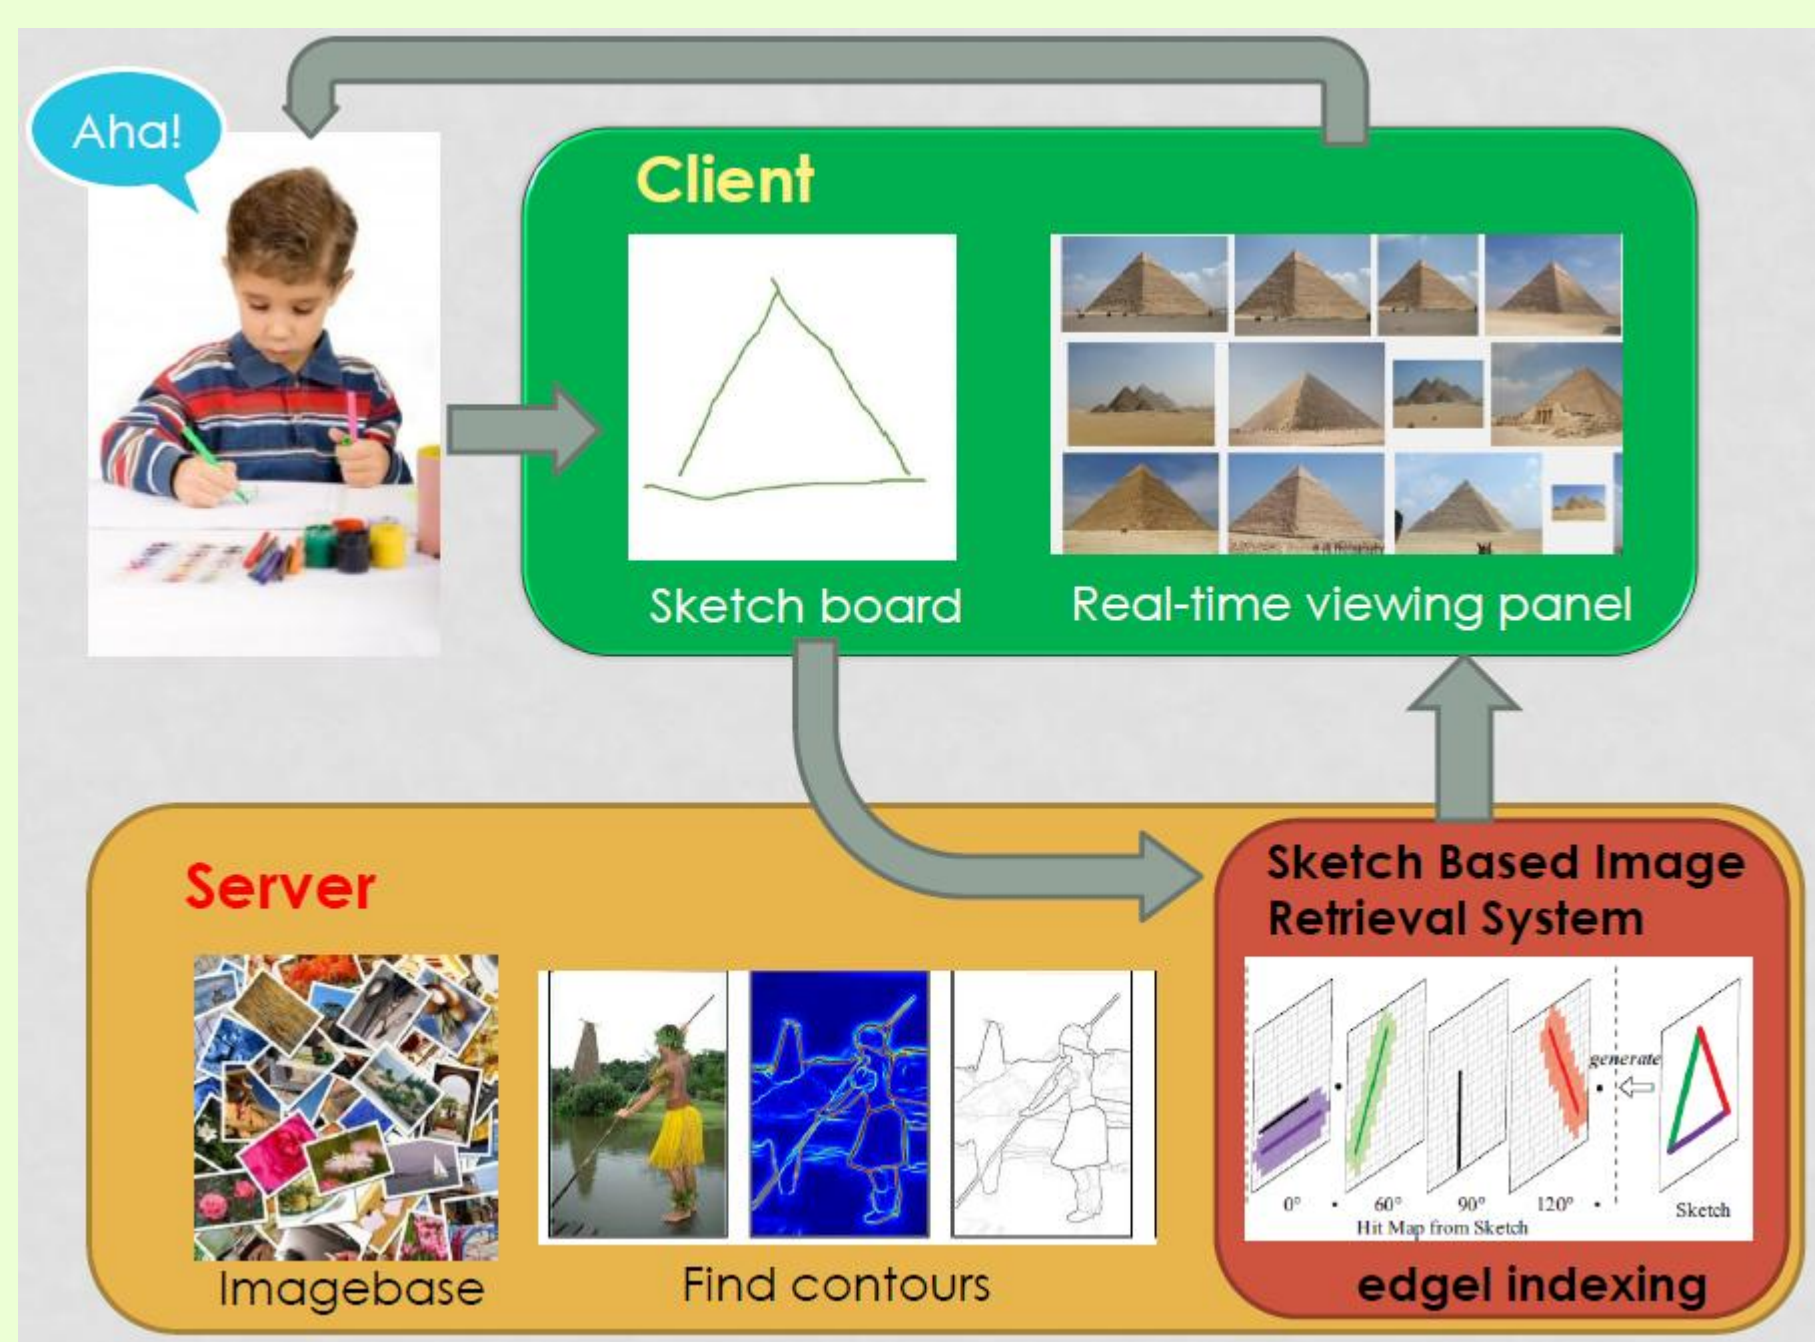 Aha!
Client
Sketch board
Real-time viewing panel
Server
Sketch Based Image
Retrieval System
generate
0°
60°
90°
120°
Hit Map from Sketch
Sketch
Imagebase
Find contours
edgel indexing